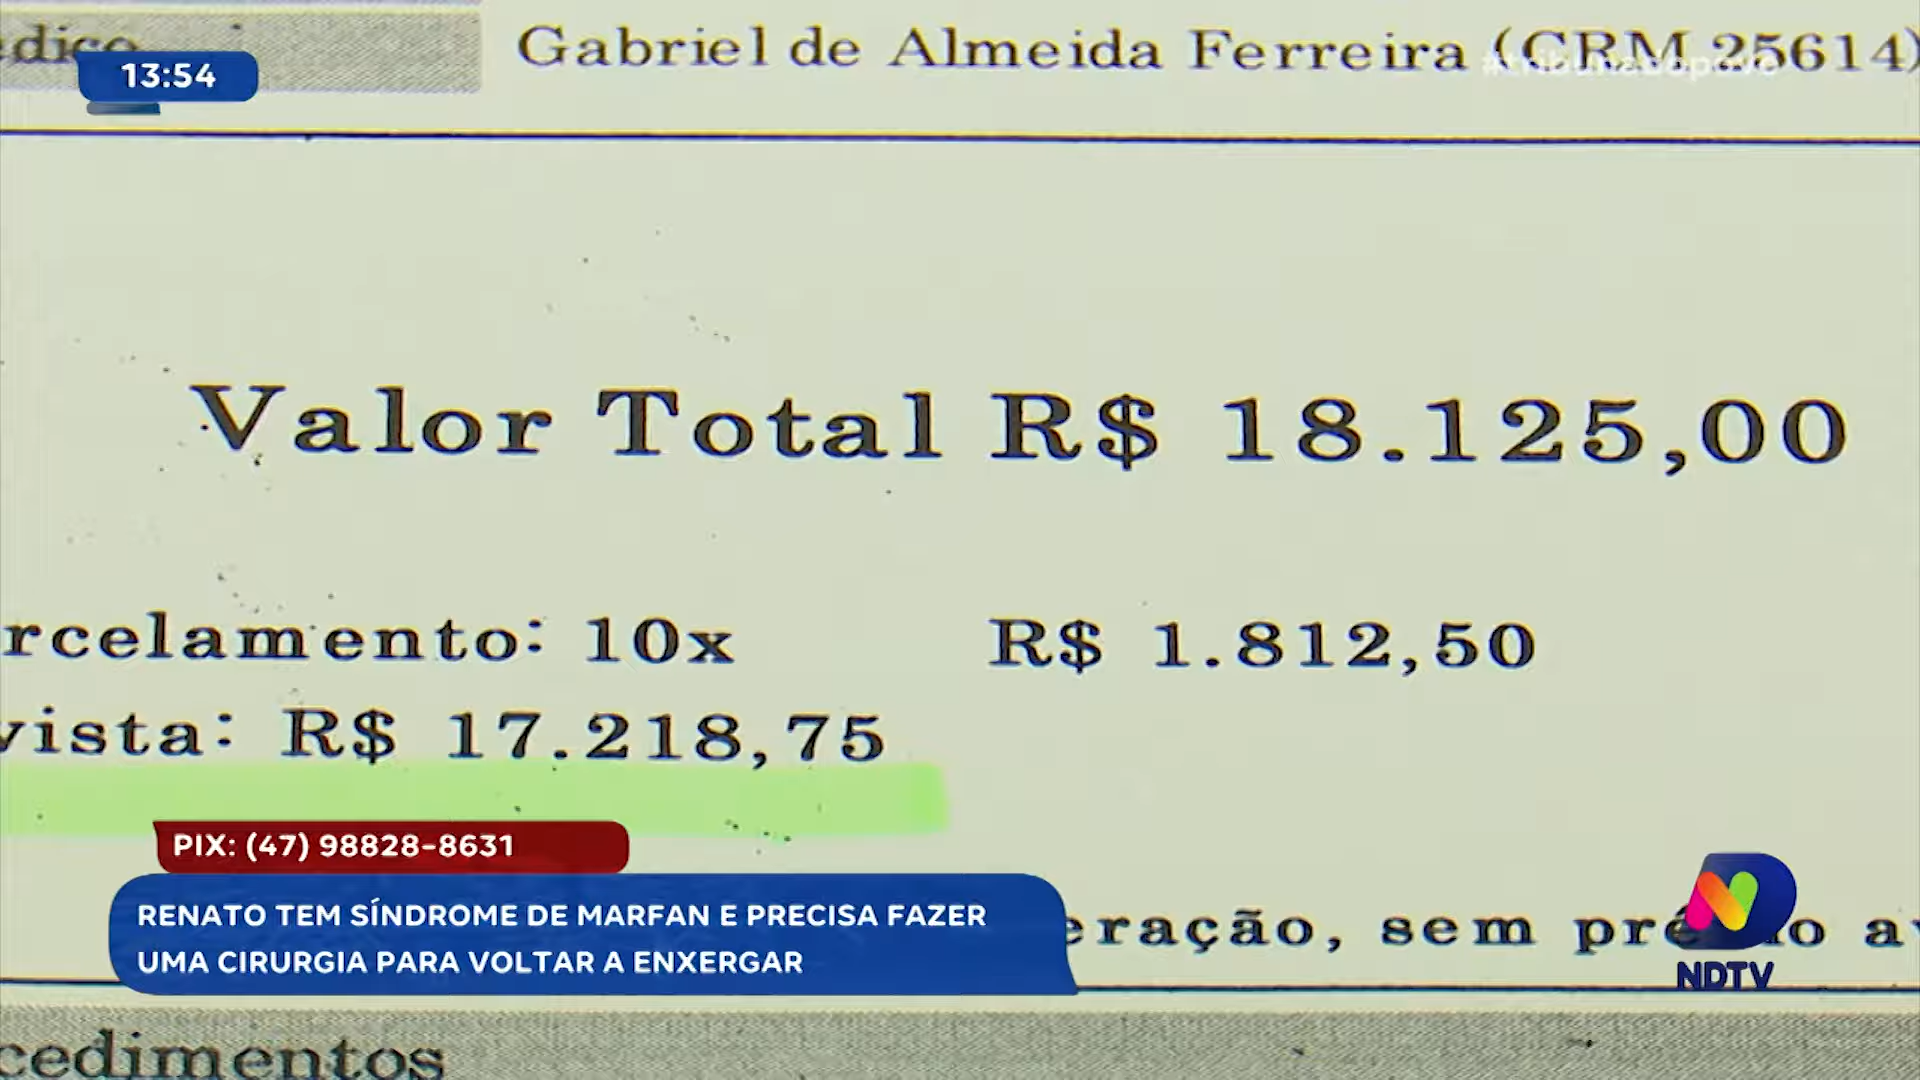 édico
Gabriel de Almeida Ferreira (CRM 25614)
13:54
#tribunadopovo
Valor Total R$ 18.125,00
rcelamento: 10x R$ 1.812,50
vista: R$ 17.218,75
PIX: (47) 98828-8631
RENATO TEM SÍNDROME DE MARFAN E PRECISA FAZER
UMA CIRURGIA PARA VOLTAR A ENXERGAR
eração, sem
NDTV
cedimentos